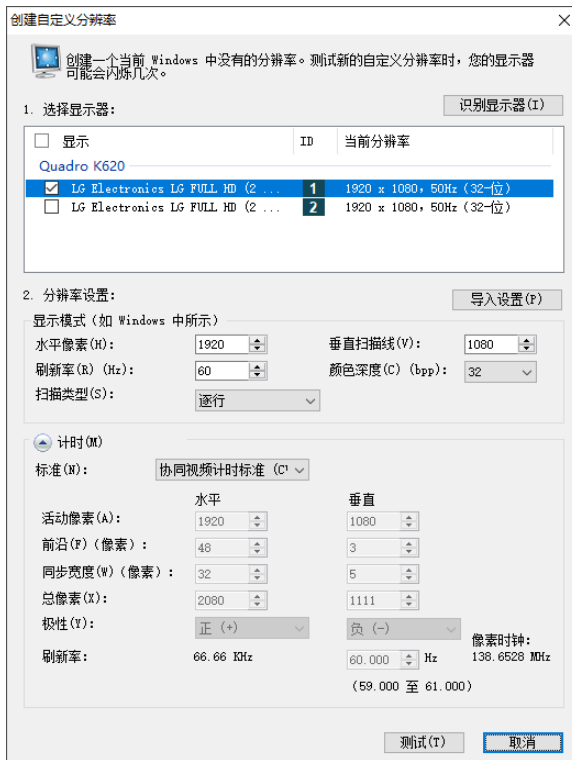 创建自定义分辨率
创建一个当前 Windows 中没有的分辨率。测试新的自定义分辨率时，您的显示器
可能会闪烁几次。
1. 选择显示器:
识别显示器(I)
显示 ID 当前分辨率
Quadro K620
LG Electronics LG FULL HD (2 ... 1 1920 x 1080，50Hz (32-位)
LG Electronics LG FULL HD (2 ... 2 1920 x 1080，50Hz (32-位)
2. 分辨率设置:
导入设置(P)
显示模式 (如 Windows 中所示)
水平像素(H): 1920 垂直扫描线(V): 1080
刷新率(R) (Hz): 60 颜色深度(C) (bpp): 32
扫描类型(S): 逐行
计时(M)
标准(N): 协同视频计时标准 (CV
水平 垂直
活动像素(A): 1920 1080
前沿(F) (像素) : 48 3
同步宽度(W) (像素) : 32 5
总像素(X): 2080 1111
极性(Y): 正 (+) 负 (-)
像素时钟:
刷新率: 66.66 KHz 60.000 Hz 138.6528 MHz
(59.000 至 61.000)
测试(T) 取消